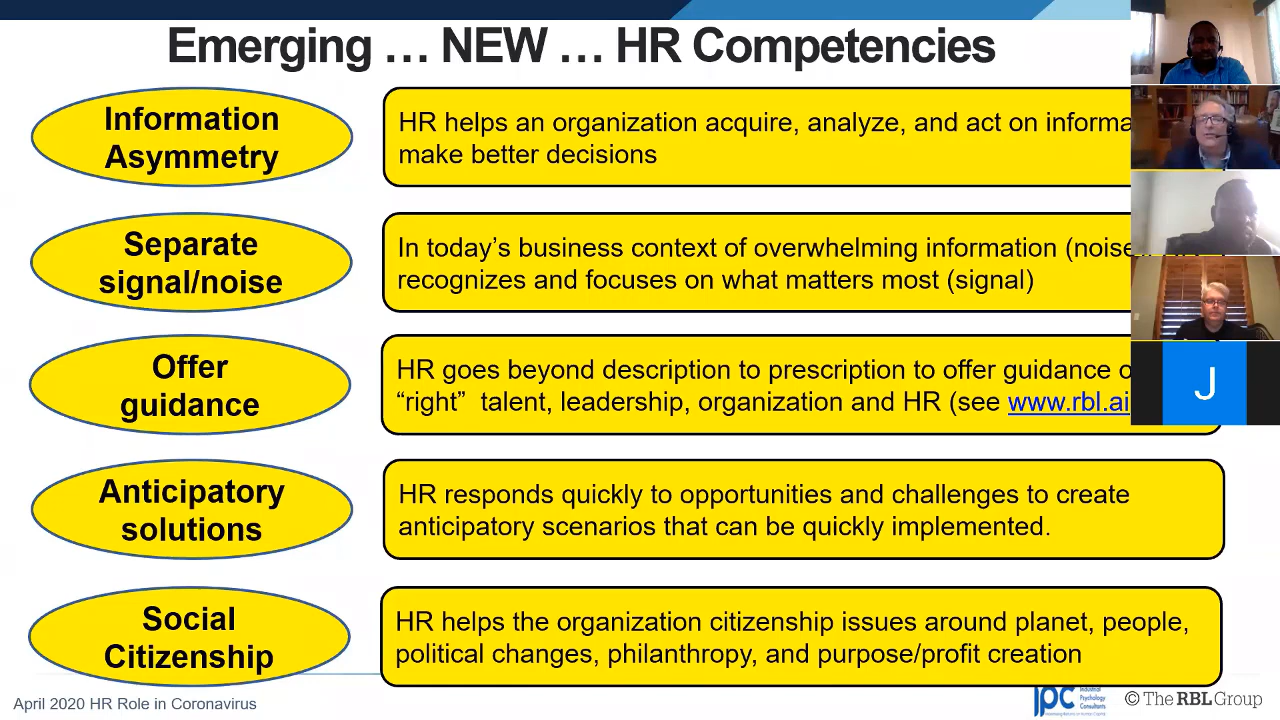 Emerging … NEW … HR Competencies
Information
Asymmetry
HR helps an organization acquire, analyze, and act on
make better decisions
Separate
signal/noise
In today’s business context of overwhelming information
recognizes and focuses on what matters most (signal)
Offer
guidance
HR goes beyond description to prescription to offer guidance
“right” talent, leadership, organization and HR (see www.rbl.ai
J
Anticipatory
solutions
HR responds quickly to opportunities and challenges to create
anticipatory scenarios that can be quickly implemented.
Social
Citizenship
HR helps the organization citizenship issues around planet, people,
political changes, philanthropy, and purpose/profit creation
April 2020 HR Role in Coronavirus
IPC
Industrial
Psychology
Consultants
© The RBL Group